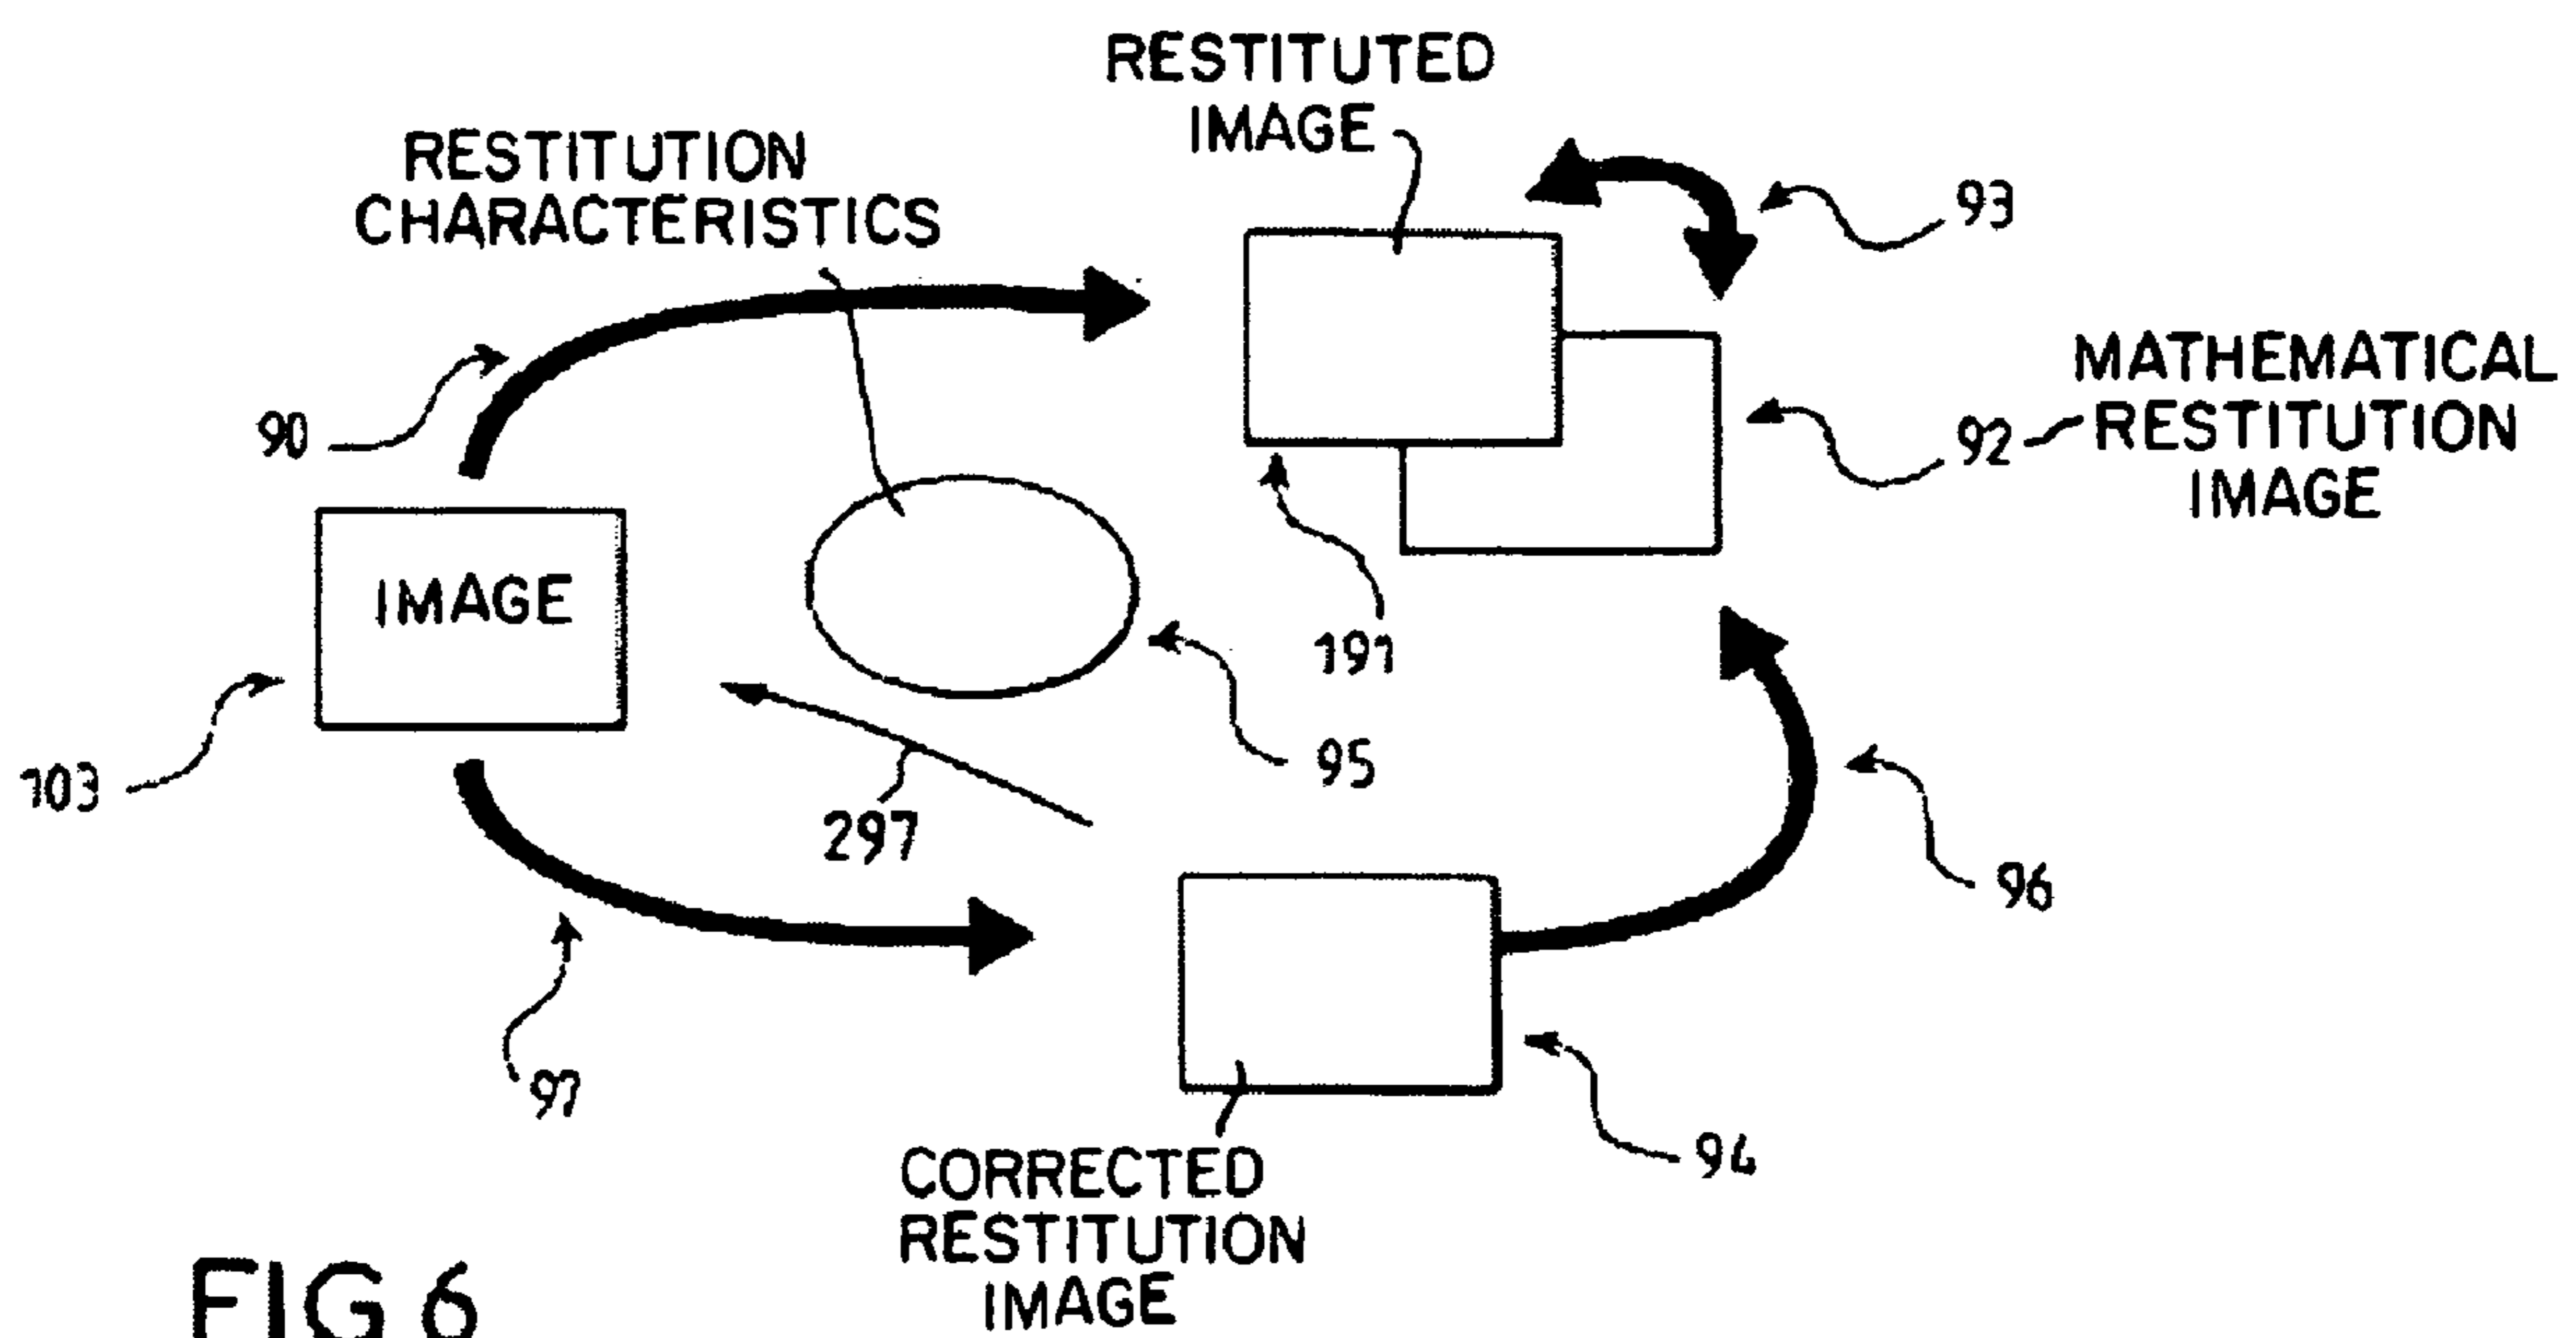 RESTITUTED
IMAGE
RESTITUTION
CHARACTERISTICS
93
90
MATHEMATICAL
92 RESTITUTION
IMAGE
IMAGE
191
103
95
297
96
97
94
CORRECTED
RESTITUTION
IMAGE
FIG 6